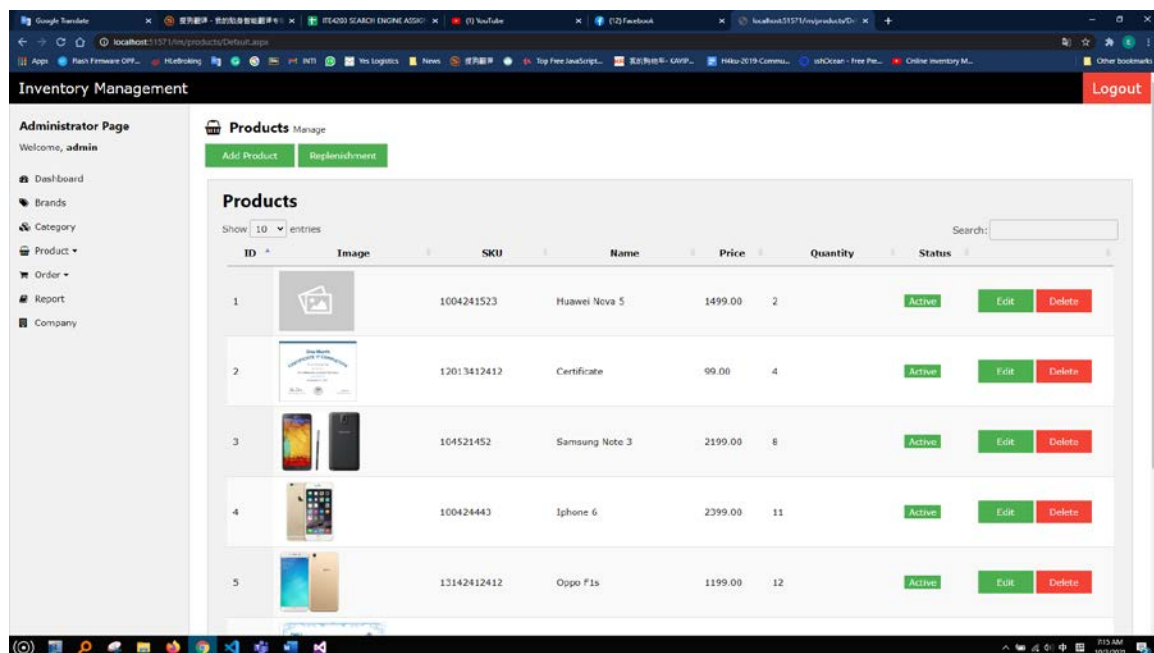 Google Translate
ITE4203 SEARCH ENGINE ASSIG
(1) YouTube
(12) Facebook
localhost:51571/im/products/De
localhost:51571/im/products/Default.aspx
Apps Flash Firmware OPP... HLeBroking INTI Yes Logistics News Top Free JavaScript... H4ku-2019-Commu... Online Inventory M... Other bookmarks
Inventory Management Logout
Administrator Page
Welcome, admin
Dashboard
Brands
Category
Product
Order
Report
Company
Products Manage
Add Product Replenishment
Products
Show 10 entries Search:
ID Image SKU Name Price Quantity Status
1 1004241523 Huawei Nova 5 1499.00 2 Active Edit Delete
2 12013412412 Certificate 99.00 4 Active Edit Delete
3 104521452 Samsung Note 3 2199.00 8 Active Edit Delete
4 100424443 Iphone 6 2399.00 11 Active Edit Delete
5 13142412412 Oppo F1s 1199.00 12 Active Edit Delete
7:15 AM